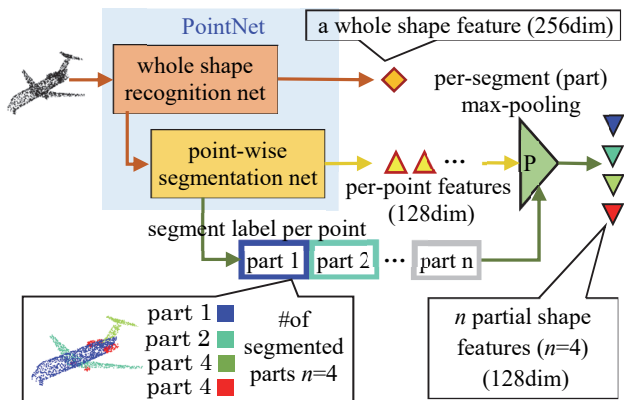 PointNet
a whole shape feature (256dim)
whole shape
recognition net
per-segment (part)
max-pooling
point-wise
segmentation net
...
P
per-point features
(128dim)
segment label per point
part 1
part 2
...
part n
part 1
part 2
part 4
part 4
#of
segmented
parts n=4
n partial shape
features (n=4)
(128dim)